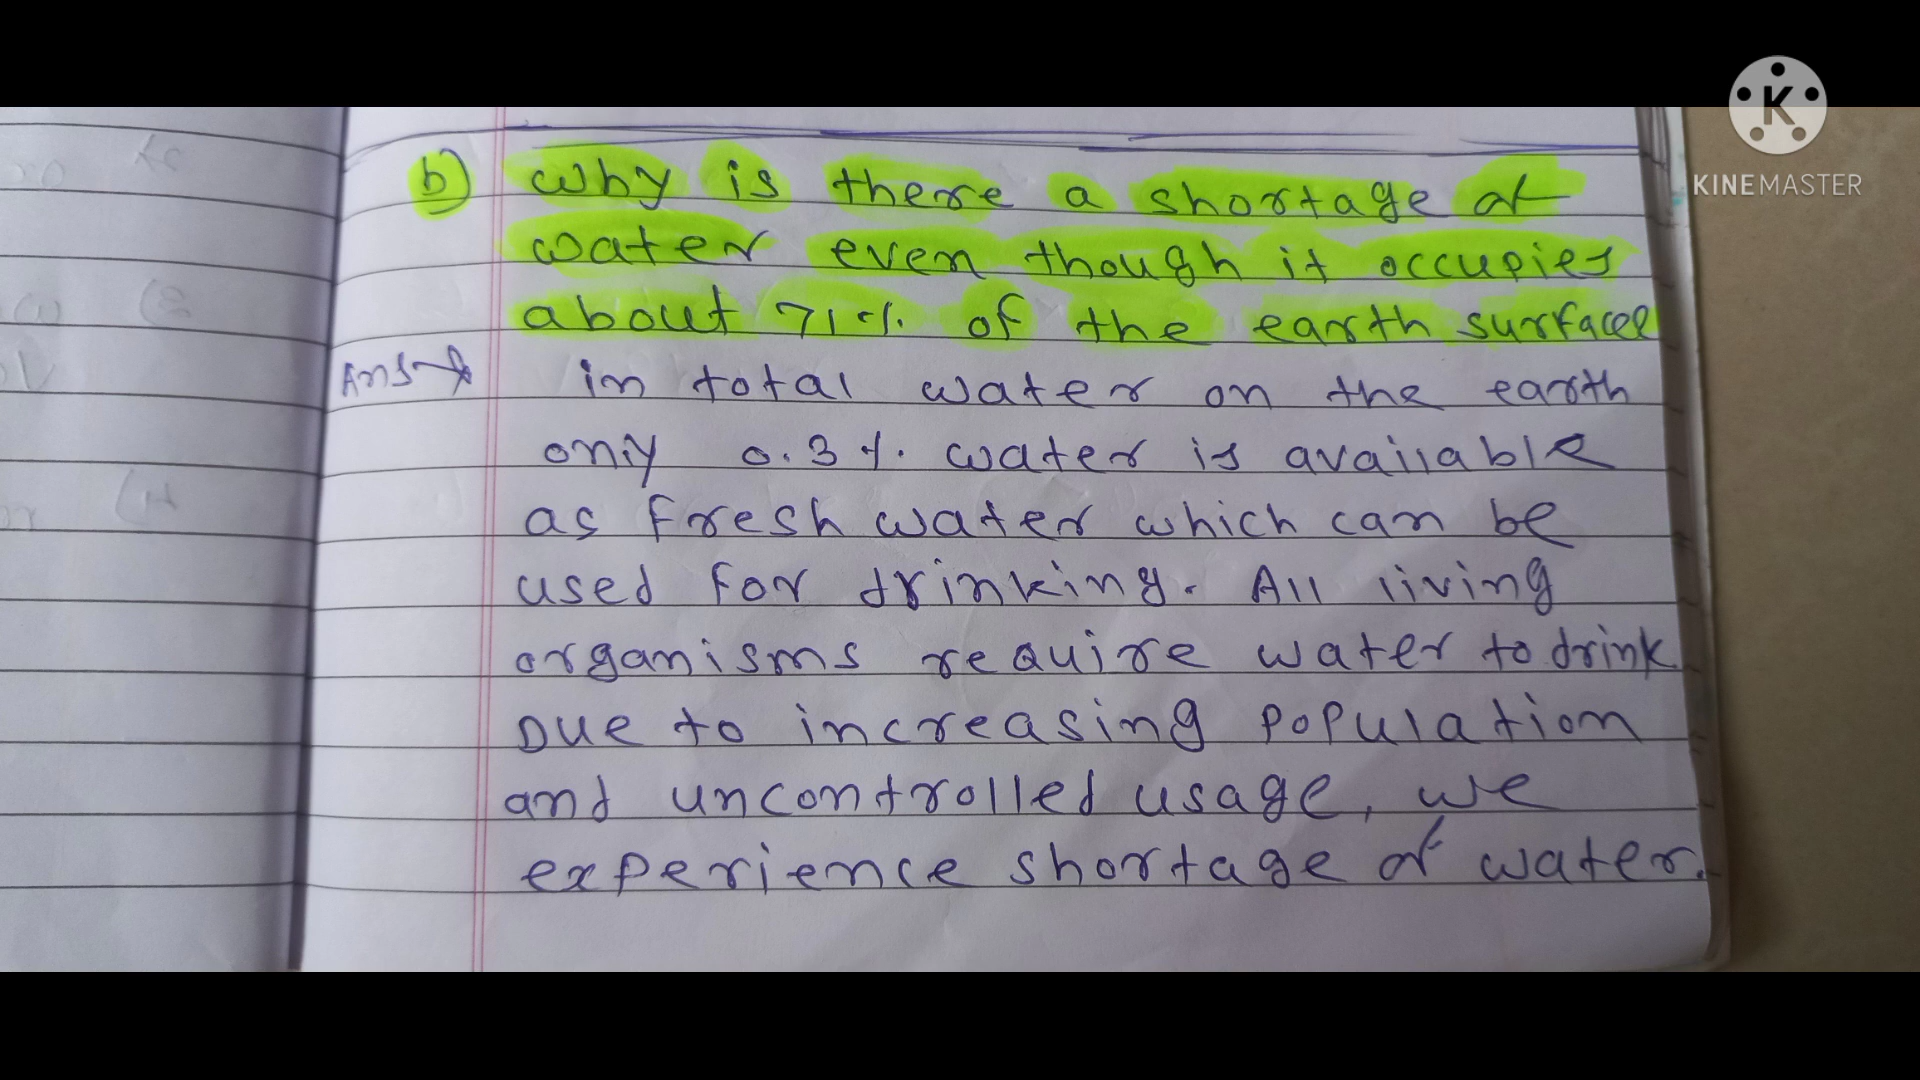 K
KINEMASTER
b) Why is there a shortage of
water even though it occupies
about 71% of the earth surface
Ans→ in total water on the earth
only 0.3%. water is available
as fresh water which can be
used for drinking. All living
organisms require water to drink
Due to increasing population
and uncontrolled usage, we
experience shortage of water.